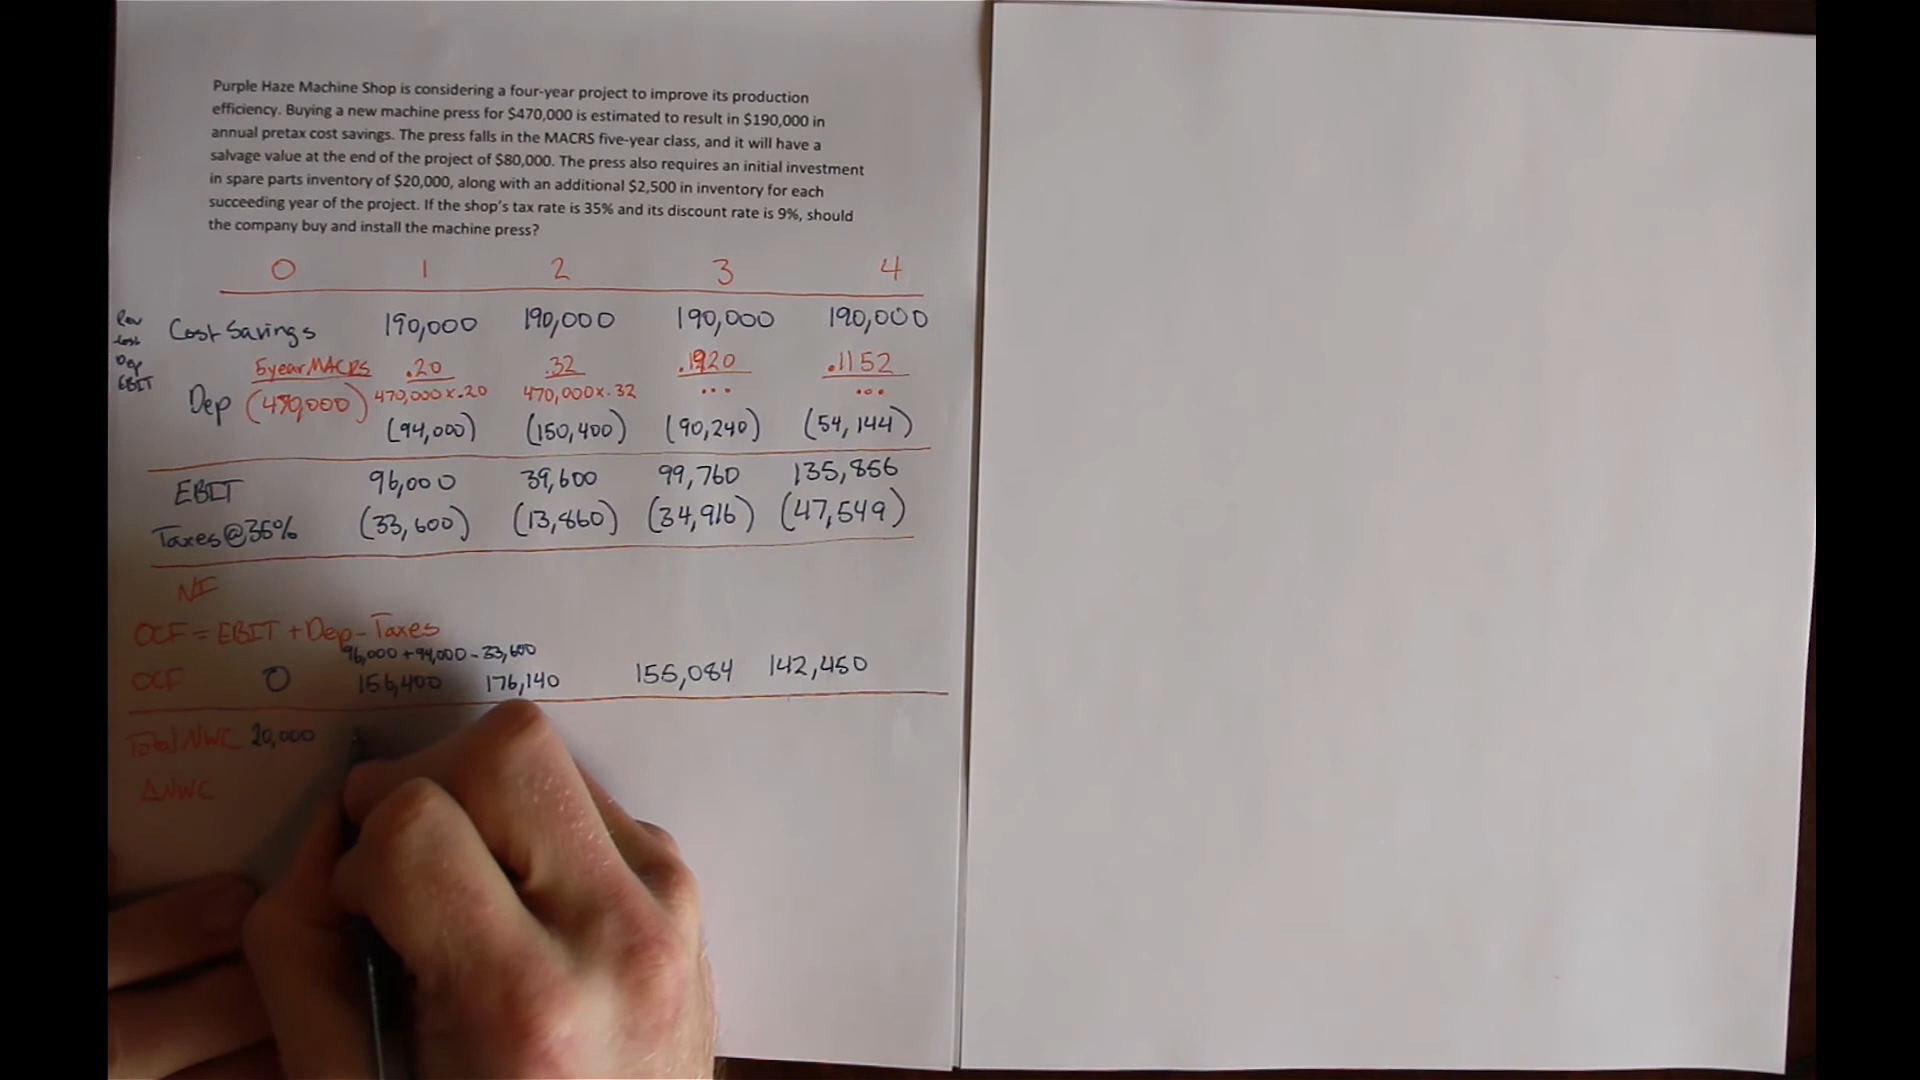 Purple Haze Machine Shop is considering a four-year project to improve its production
efficiency. Buying a new machine press for $470,000 is estimated to result in $190,000 in
annual pretax cost savings. The press falls in the MACRS five-year class, and it will have a
salvage value at the end of the project of $80,000. The press also requires an initial investment
in spare parts inventory of $20,000, along with an additional $2,500 in inventory for each
succeeding year of the project. If the shop's tax rate is 35% and its discount rate is 9%, should
the company buy and install the machine press?
0 1 2 3 4
Rev
Cost
Dep
EBIT
Cost Savings 190,000 190,000 190,000 190,000
5 year MACRS .20 .32 .1920 .1152
Dep (470,000) 470,000x.20 470,000x.32 ... ...
(94,000) (150,400) (90,240) (54,144)
EBIT 96,000 39,600 99,760 135,856
Taxes@35% (33,600) (13,860) (34,916) (47,549)
NI
OCF = EBIT + Dep - Taxes
96,000 + 94,000 - 33,600
OCF 0 156,400 176,140 155,084 142,450
Total NWC 20,000
ΔNWC